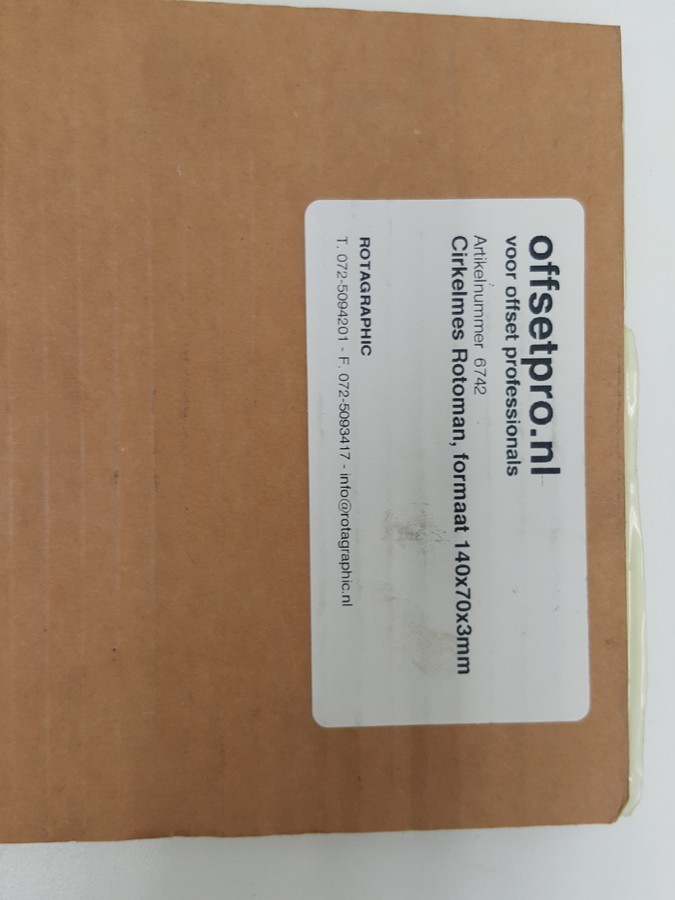 offsetpro.nl
voor offset professionals
Artikelnummer 6742
Cirkelmes Rotoman, formaat 140x70x3mm
ROTAGRAPHIC
T. 072-5094201 - F. 072-5093417 - info@rotagraphic.nl